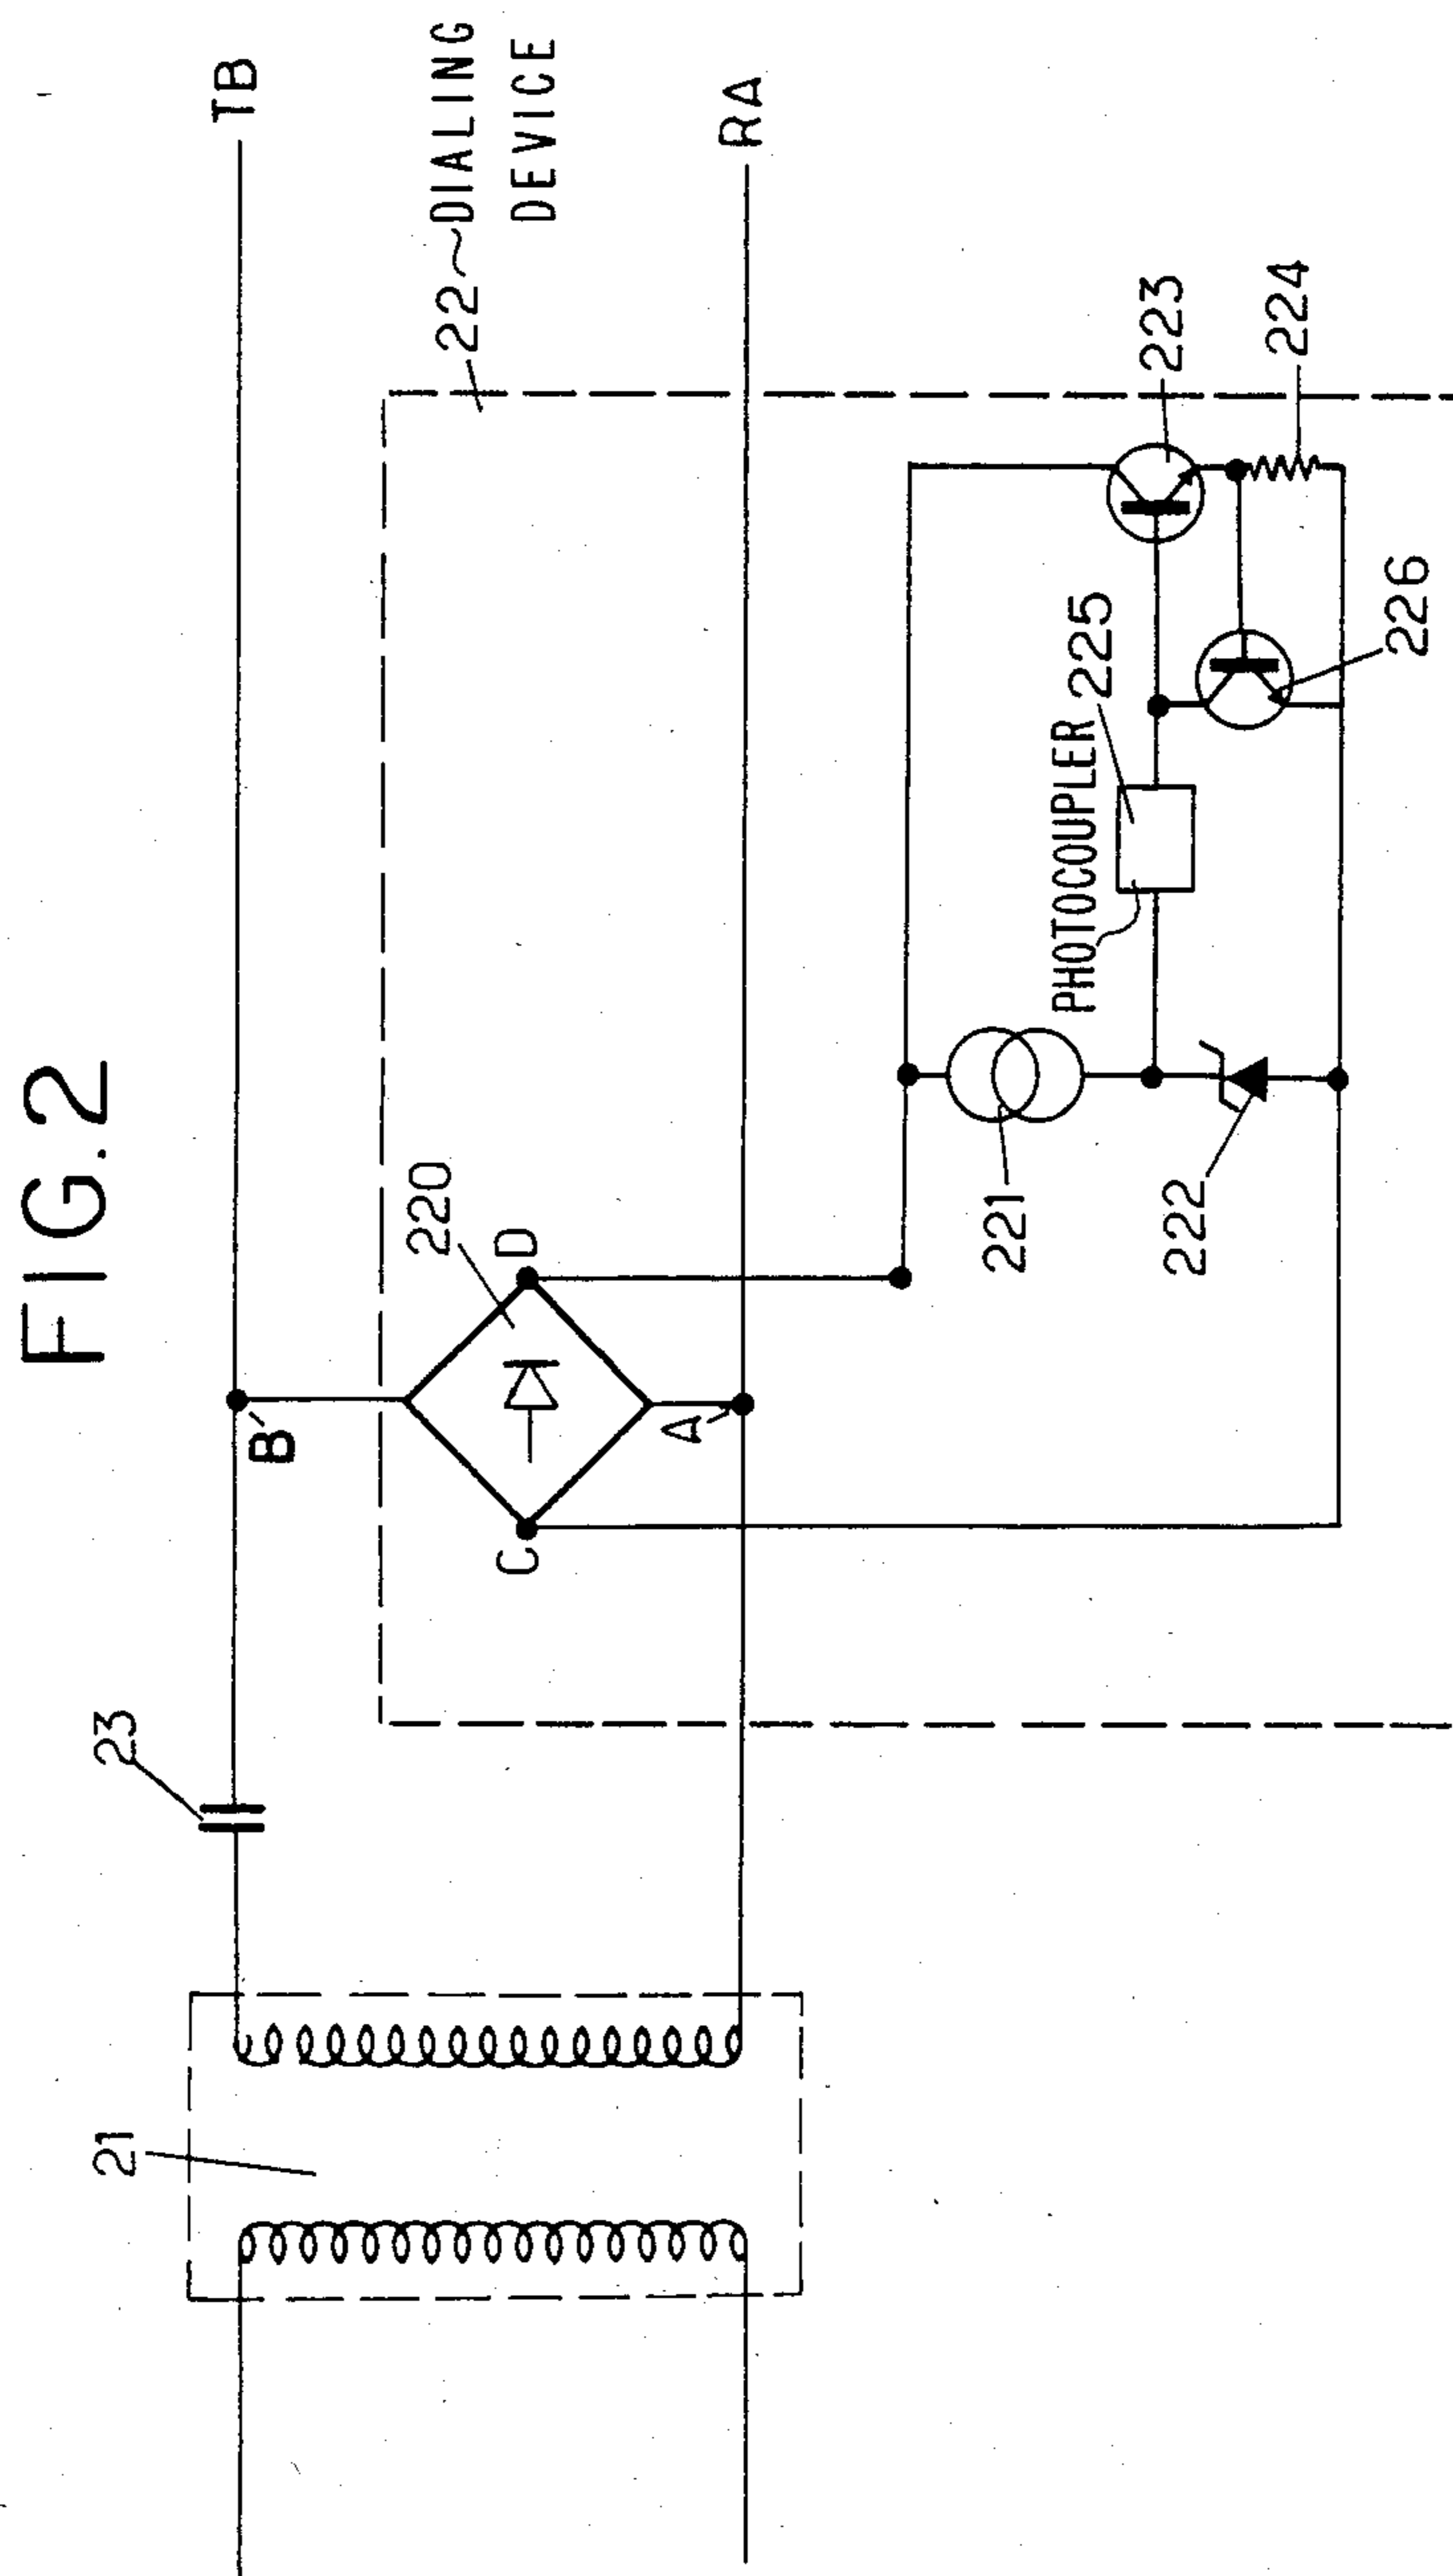 FIG.2
TB
22~DIALING
DEVICE
RA
23
21
B
220
D
C
A
221
222
PHOTOCOUPLER 225
223
224
226